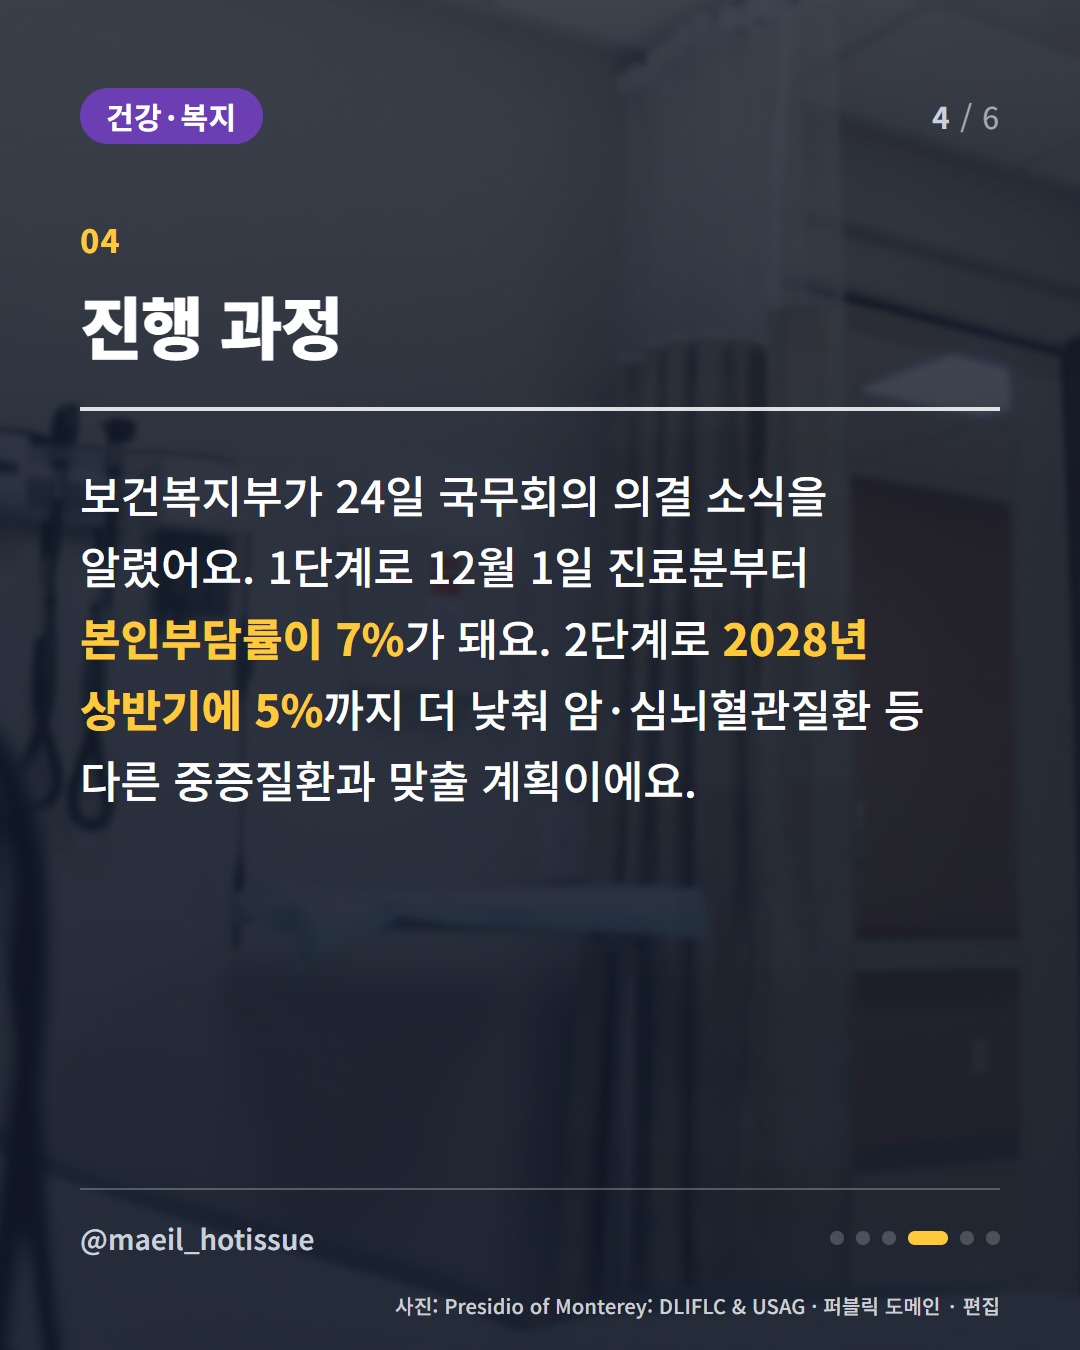 건강·복지
4 / 6
04
진행 과정
보건복지부가 24일 국무회의 의결 소식을
알렸어요. 1단계로 12월 1일 진료분부터
본인부담률이 7%가 돼요. 2단계로 2028년
상반기에 5%까지 더 낮춰 암·심뇌혈관질환 등
다른 중증질환과 맞출 계획이에요.
@maeil_hotissue
사진: Presidio of Monterey: DLIFLC & USAG · 퍼블릭 도메인 · 편집